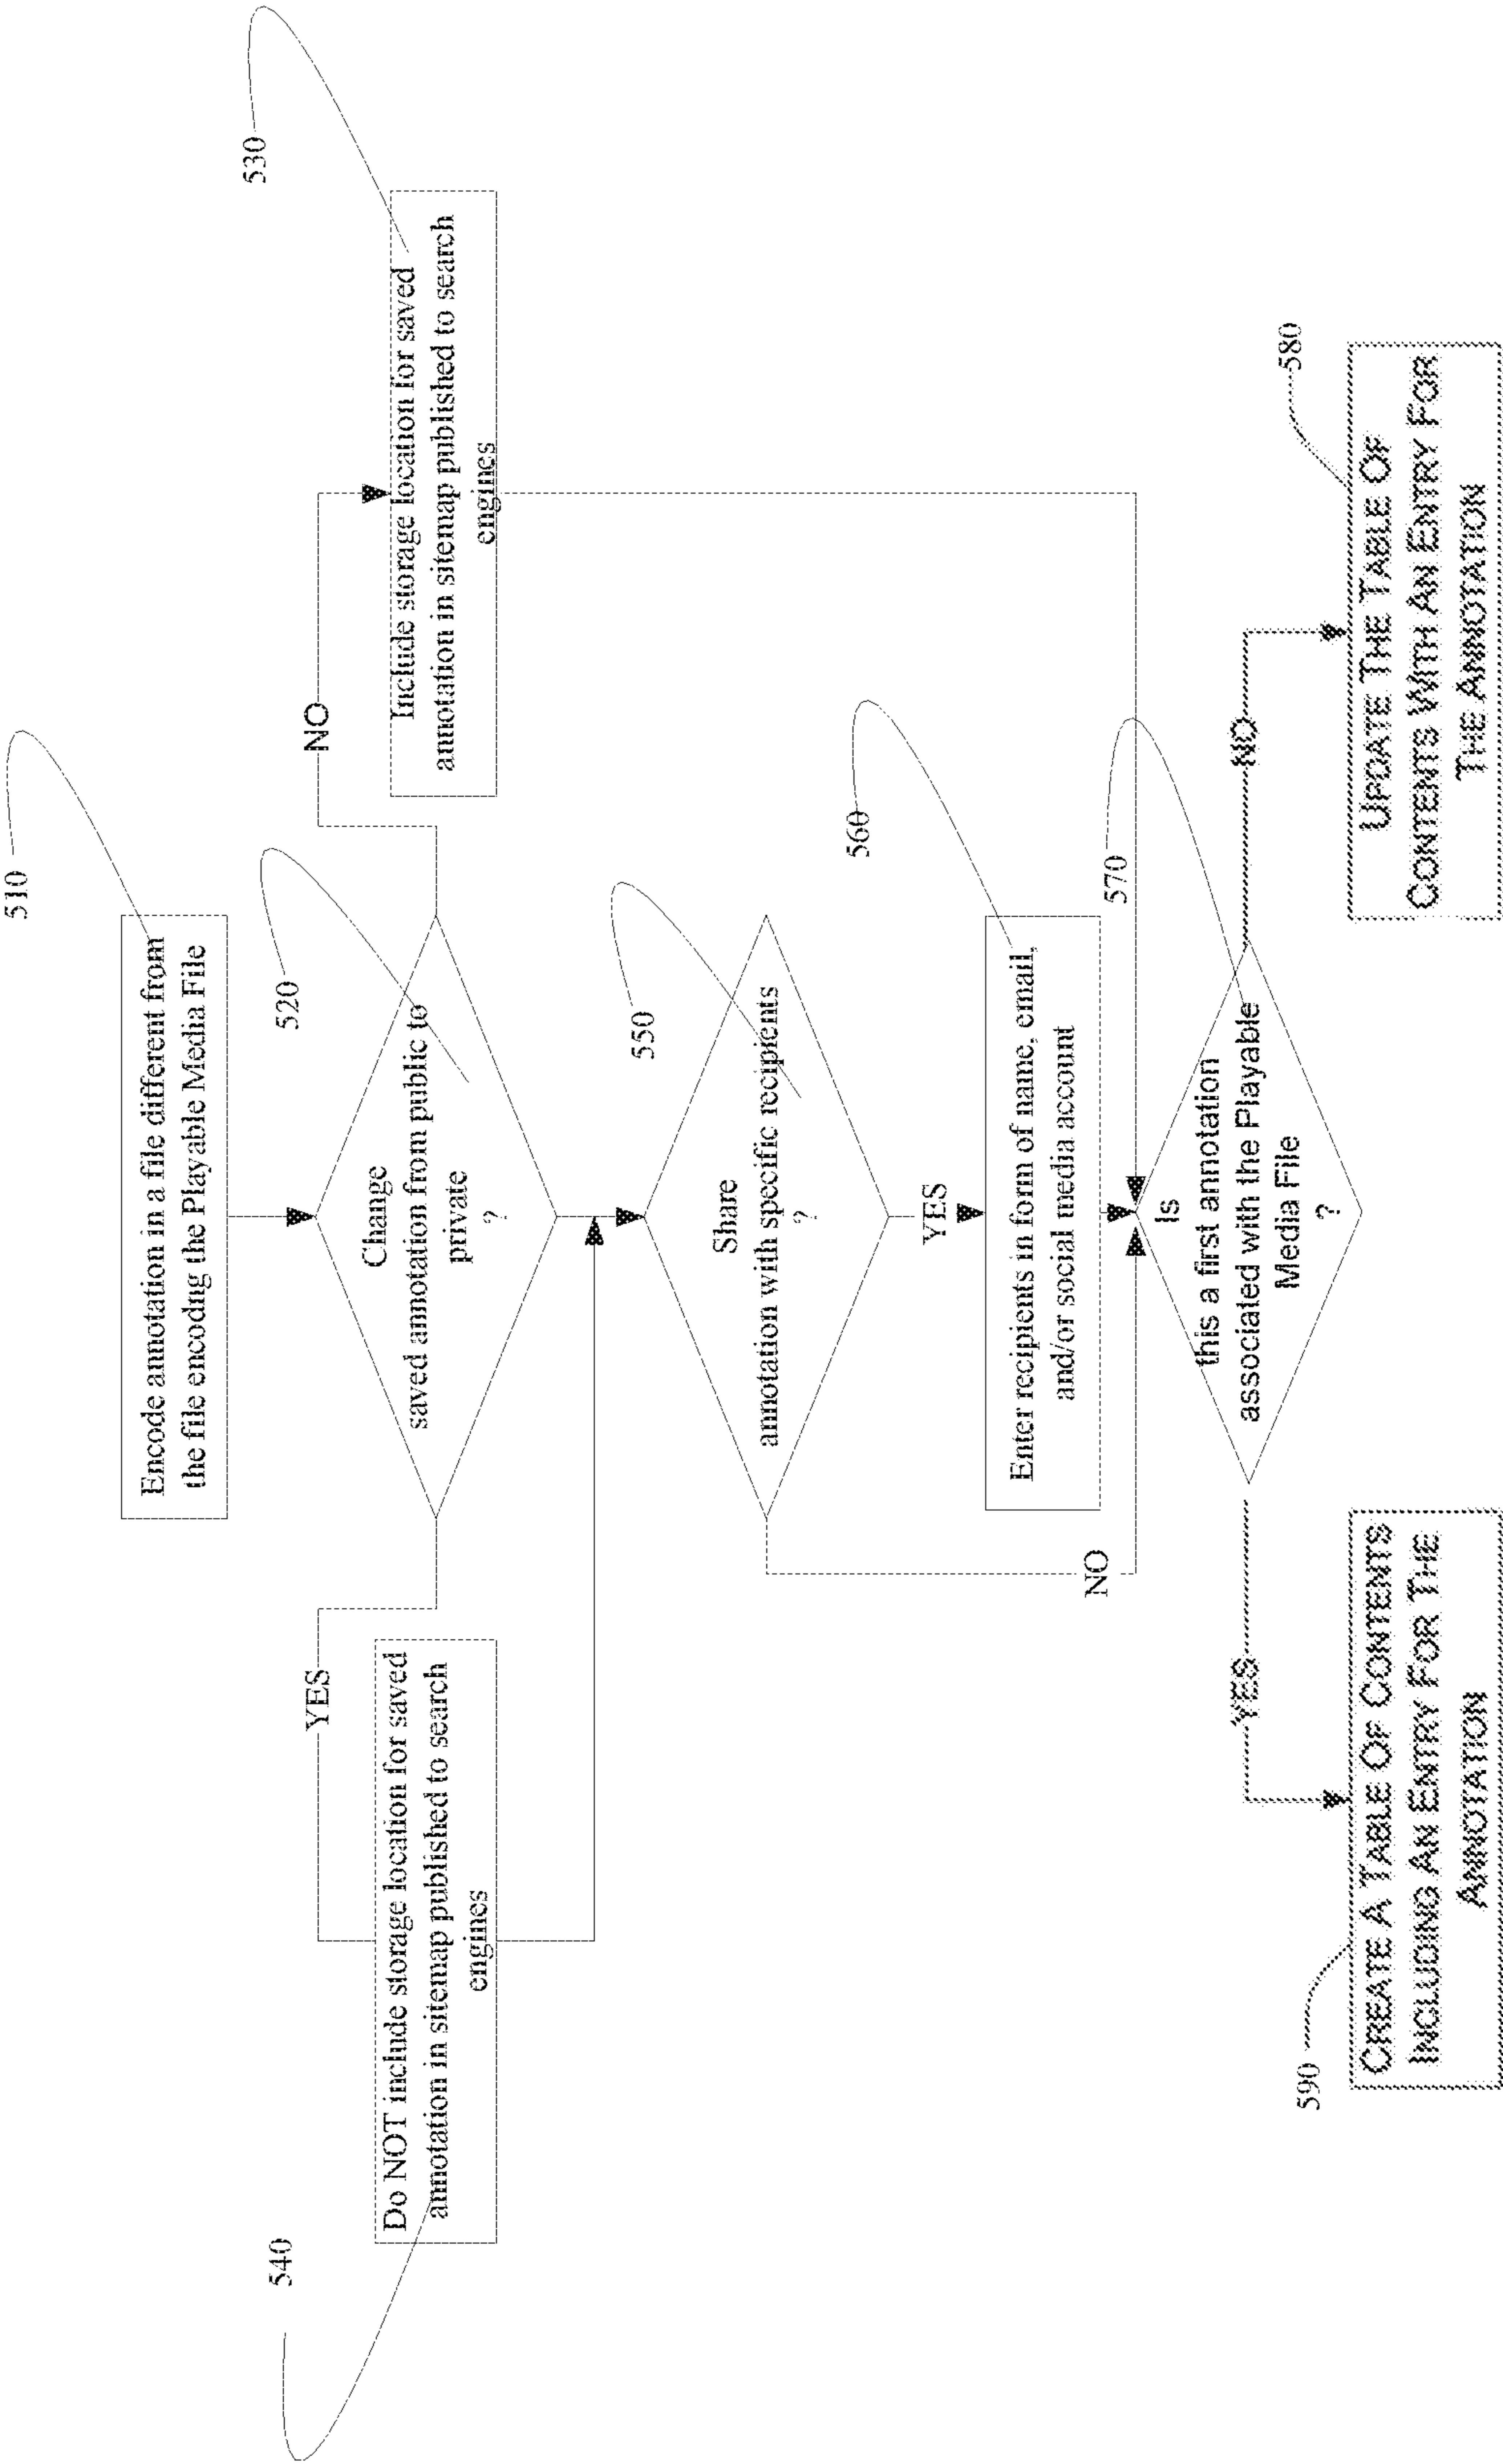 510
Encode annotation in a file different from
the file encodng the Playable Media File
520
Change
saved annotation from public to
private
?
YES
NO
540
Do NOT include storage location for saved
annotation in sitemap published to search
engines
530
Include storage location for saved
annotation in sitemap published to search
engines
550
Share
annotation with specific recipients
?
YES
NO
560
Enter recipients in form of name, email,
and/or social media account
570
Is
this a first annotation
associated with the Playable
Media File
?
YES
NO
590
CREATE A TABLE OF CONTENTS
INCLUDING AN ENTRY FOR THE
ANNOTATION
580
UPDATE THE TABLE OF
CONTENTS WITH AN ENTRY FOR
THE ANNOTATION